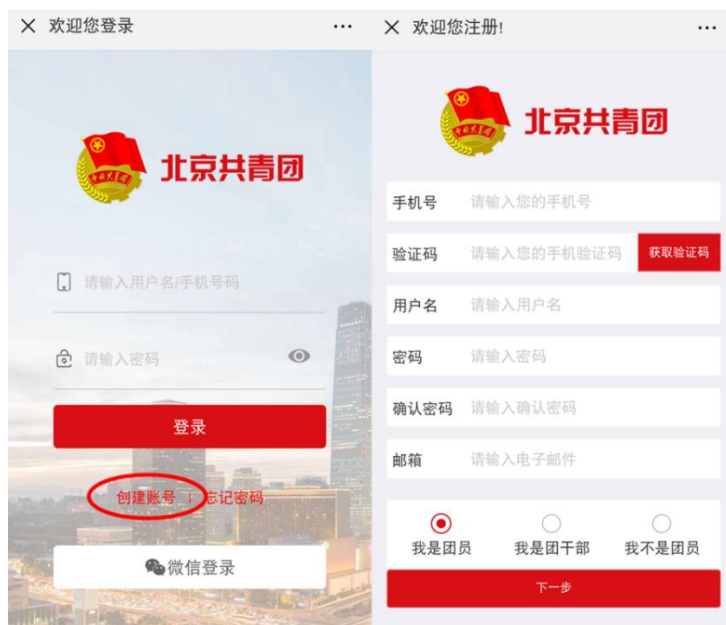 欢迎您登录
北京共青团
请输入用户名/手机号码
请输入密码
登录
创建账号 | 忘记密码
微信登录
欢迎您注册!
北京共青团
手机号 请输入您的手机号
验证码 请输入您的手机验证码 获取验证码
用户名 请输入用户名
密码 请输入密码
确认密码 请输入确认密码
邮箱 请输入电子邮件
我是团员 我是团干部 我不是团员
下一步